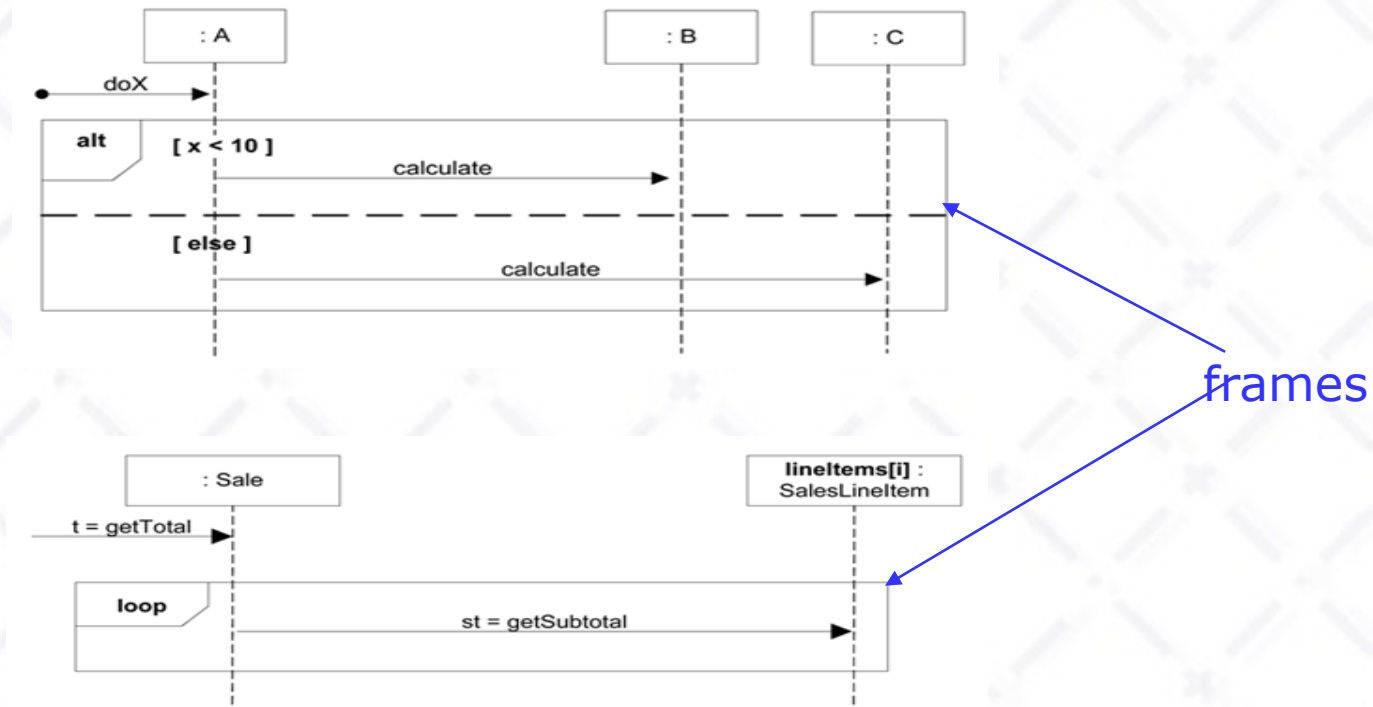 : A
: B
: C
doX
alt
[ x < 10 ]
calculate
[ else ]
calculate
frames
: Sale
lineItems[i] :
SalesLineItem
t = getTotal
loop
st = getSubtotal